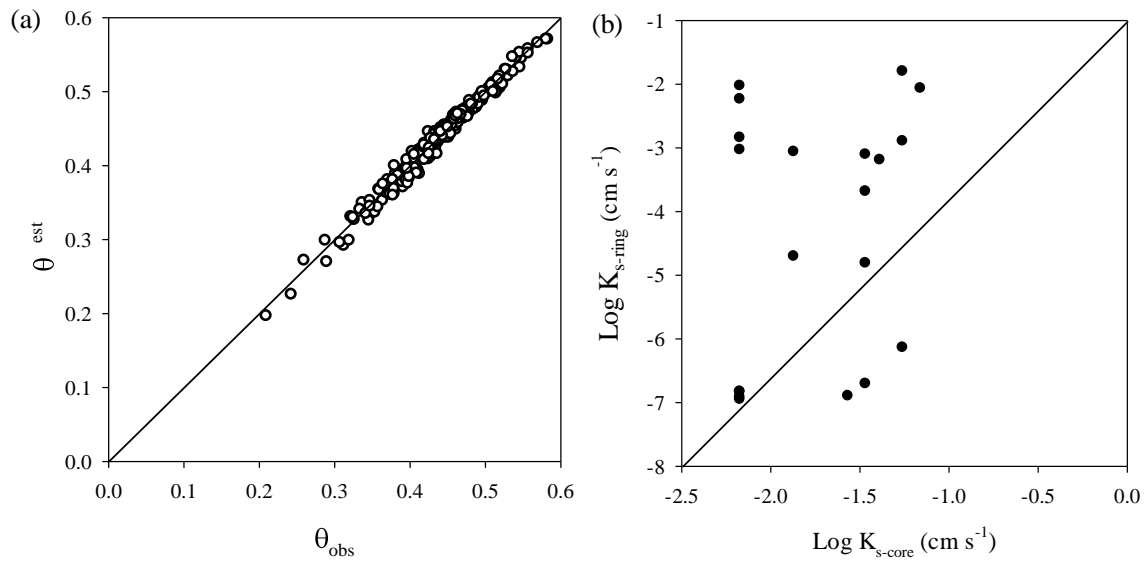 (a)
0.6
0.5
0.4
0.3
0.2
0.1
0.0
θ est
0.0 0.1 0.2 0.3 0.4 0.5 0.6
θobs
(b)
-1
-2
-3
-4
-5
-6
-7
-8
Log Ks-ring (cm s-1)
-2.5 -2.0 -1.5 -1.0 -0.5 0.0
Log Ks-core (cm s-1)